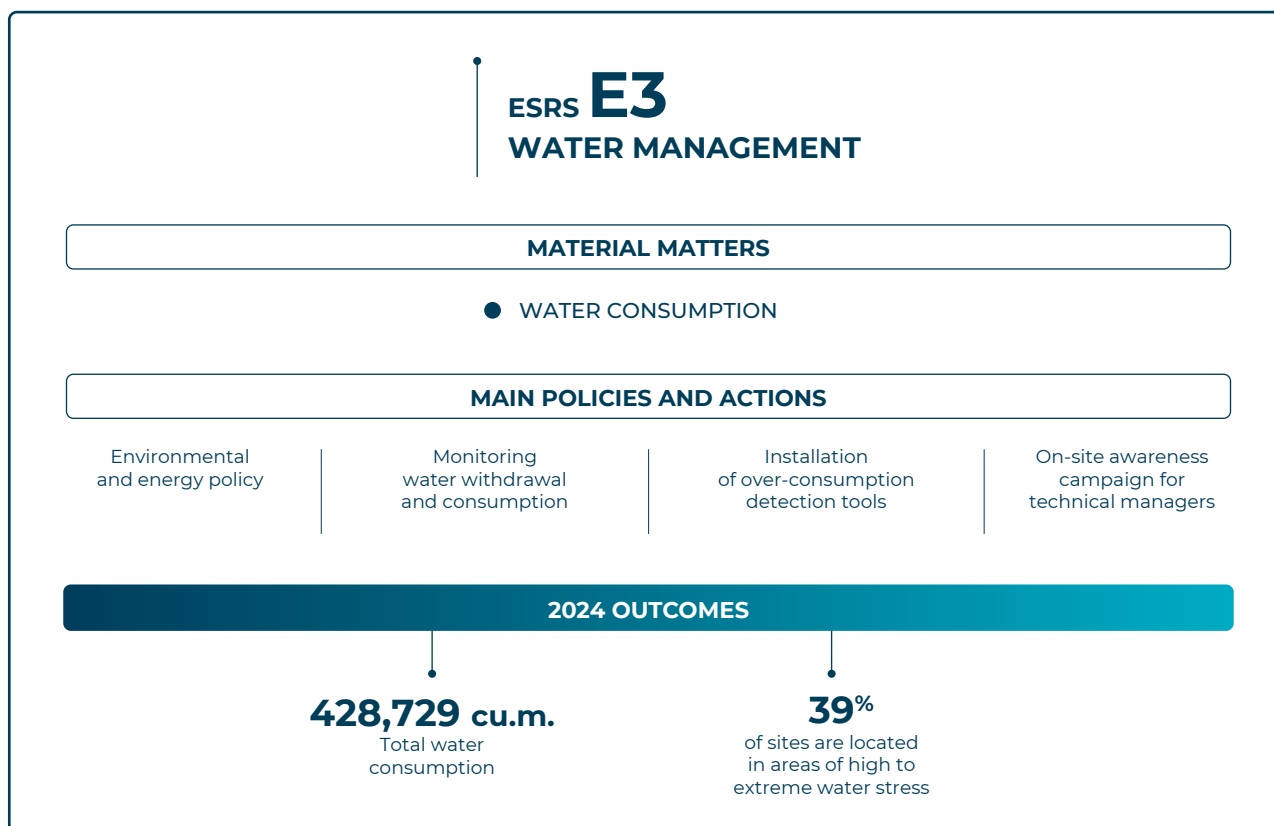 ESRS E3
WATER MANAGEMENT
MATERIAL MATTERS
WATER CONSUMPTION
MAIN POLICIES AND ACTIONS
Environmental
and energy policy
Monitoring
water withdrawal
and consumption
Installation
of over-consumption
detection tools
On-site awareness
campaign for
technical managers
2024 OUTCOMES
428,729 cu.m.
Total water
consumption
39%
of sites are located
in areas of high to
extreme water stress